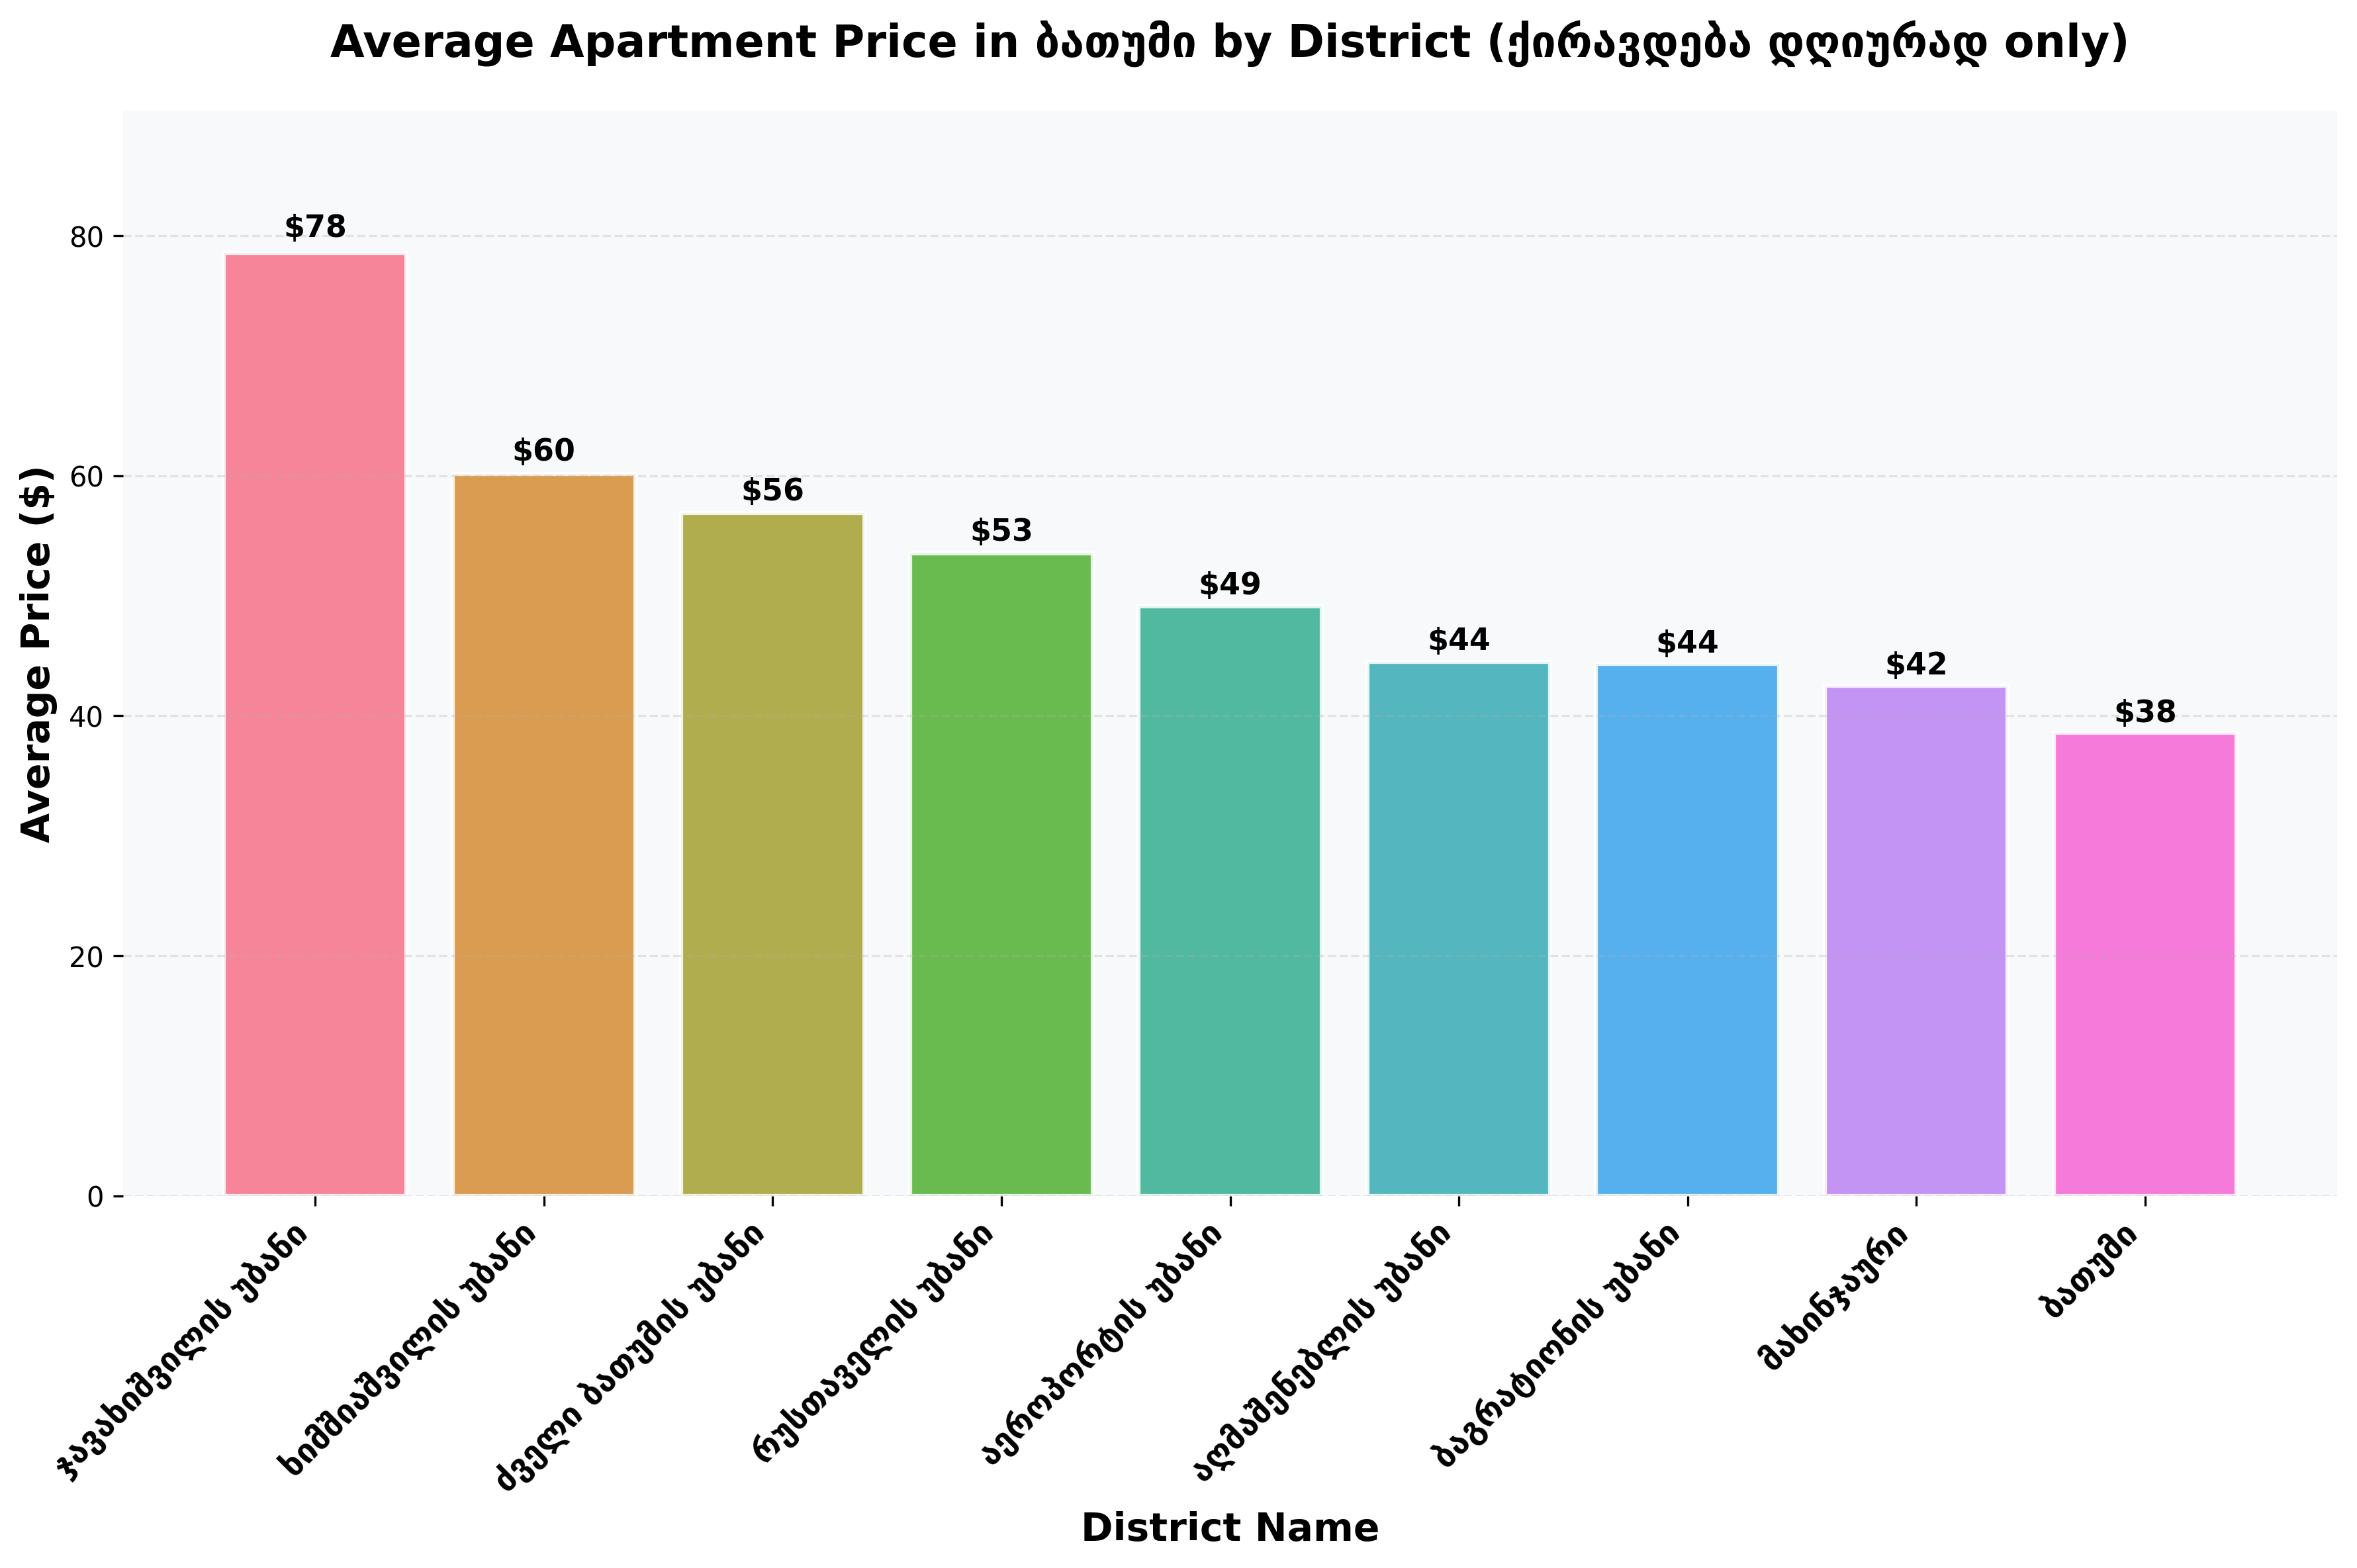 Average Apartment Price in ბათუმი by District (ქირავდება დღიურად only)
Average Price ($)
80
60
40
20
0
$78
$60
$56
$53
$49
$44
$44
$42
$38
ჯავახიშვილის უბანი
ხიმშიაშვილის უბანი
ძველი ბათუმის უბანი
რუსთაველის უბანი
აეროპორტის უბანი
აღმაშენებლის უბანი
ბაგრატიონის უბანი
მახინჯაური
ბათუმი
District Name